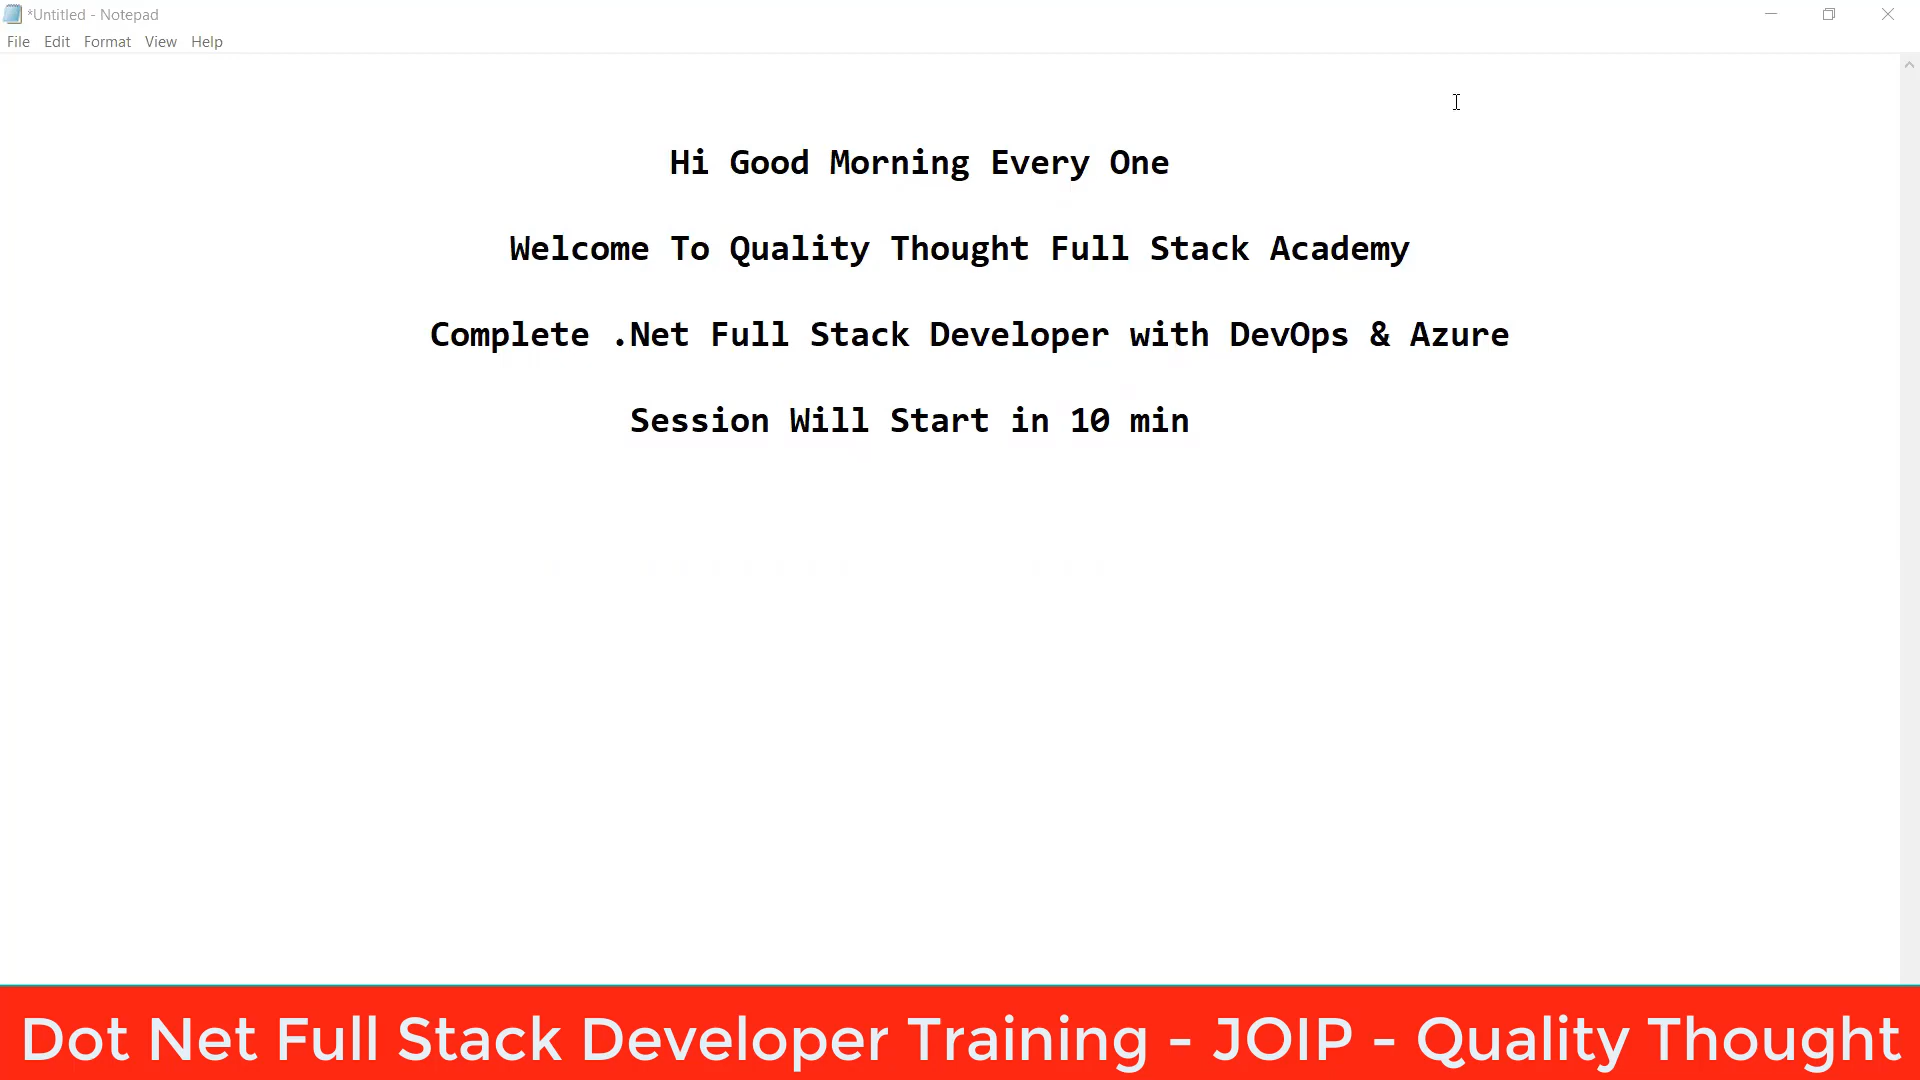 *Untitled - Notepad
File Edit Format View Help
Hi Good Morning Every One
Welcome To Quality Thought Full Stack Academy
Complete .Net Full Stack Developer with DevOps & Azure
Session Will Start in 10 min
Dot Net Full Stack Developer Training - JOIP - Quality Thought